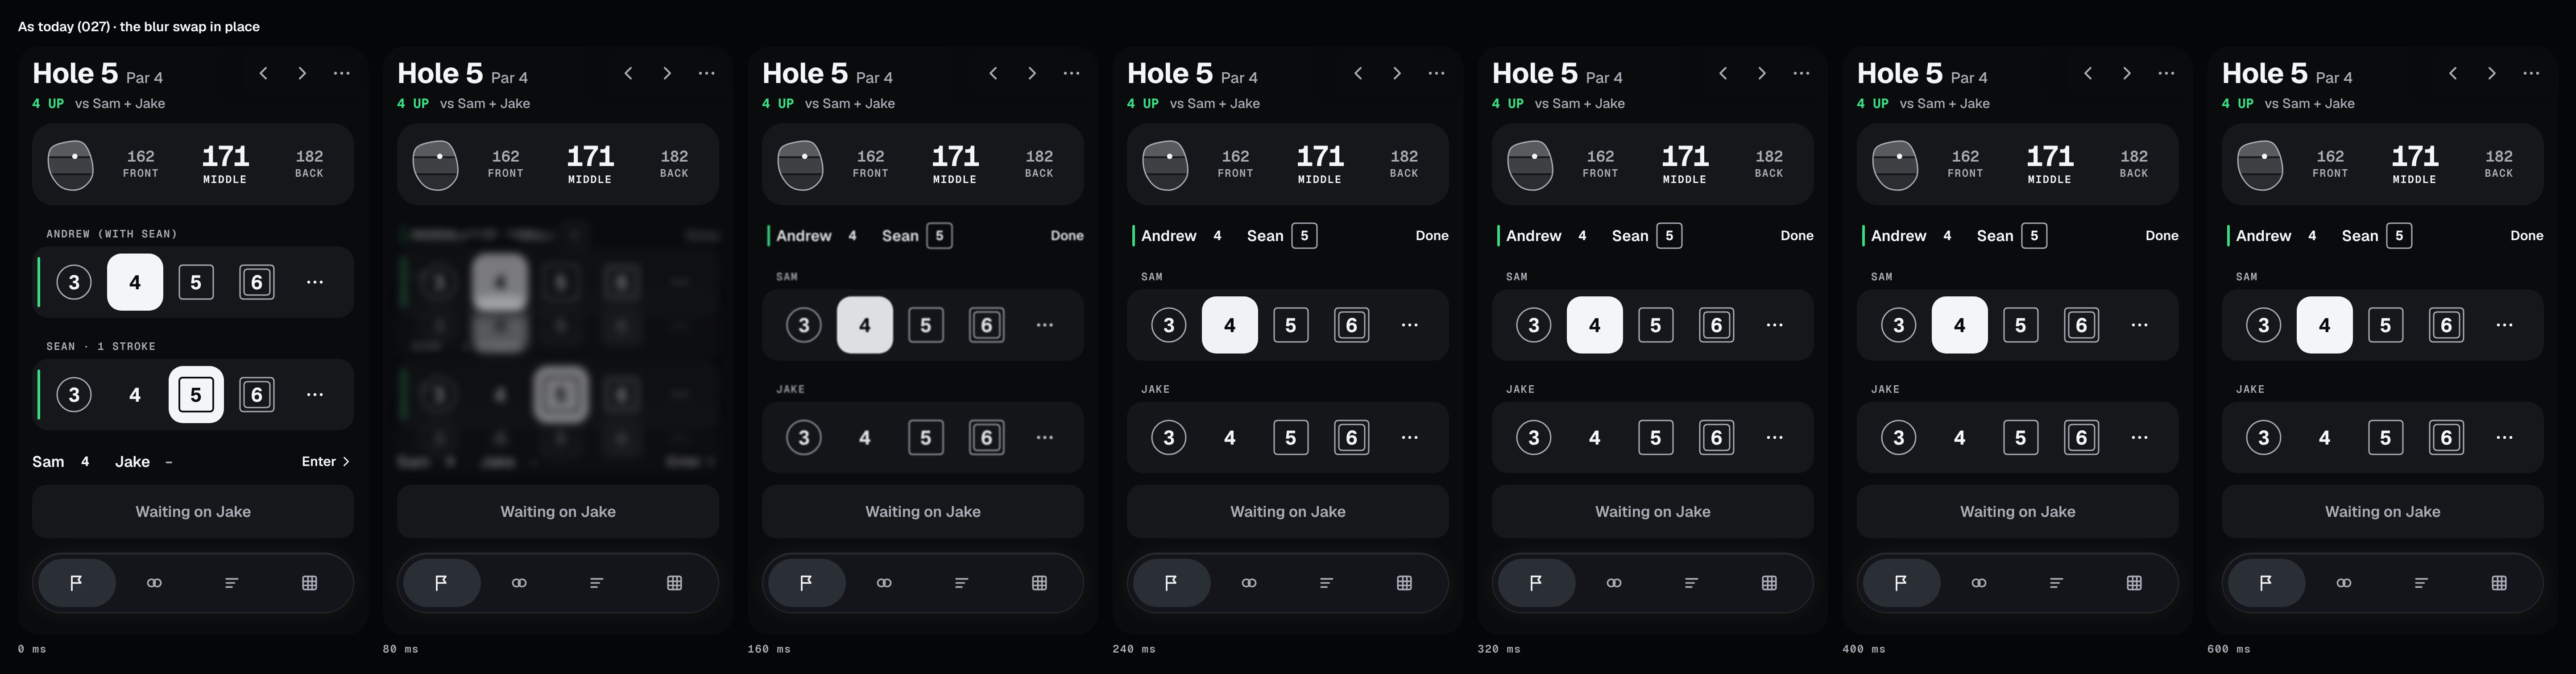 As today (027) · the blur swap in place
Hole 5 Par 4
4 UP vs Sam + Jake
162 171 182
FRONT MIDDLE BACK
ANDREW (WITH SEAN)
3 4 5 6 ...
SEAN · 1 STROKE
3 4 5 6 ...
Sam 4 Jake – Enter >
Waiting on Jake
0 ms
Hole 5 Par 4
4 UP vs Sam + Jake
162 171 182
FRONT MIDDLE BACK
Waiting on Jake
80 ms
Hole 5 Par 4
4 UP vs Sam + Jake
162 171 182
FRONT MIDDLE BACK
Andrew 4 Sean 5 Done
SAM
3 4 5 6 ...
JAKE
3 4 5 6 ...
Waiting on Jake
160 ms
Hole 5 Par 4
4 UP vs Sam + Jake
162 171 182
FRONT MIDDLE BACK
Andrew 4 Sean 5 Done
SAM
3 4 5 6 ...
JAKE
3 4 5 6 ...
Waiting on Jake
240 ms
Hole 5 Par 4
4 UP vs Sam + Jake
162 171 182
FRONT MIDDLE BACK
Andrew 4 Sean 5 Done
SAM
3 4 5 6 ...
JAKE
3 4 5 6 ...
Waiting on Jake
320 ms
Hole 5 Par 4
4 UP vs Sam + Jake
162 171 182
FRONT MIDDLE BACK
Andrew 4 Sean 5 Done
SAM
3 4 5 6 ...
JAKE
3 4 5 6 ...
Waiting on Jake
400 ms
Hole 5 Par 4
4 UP vs Sam + Jake
162 171 182
FRONT MIDDLE BACK
Andrew 4 Sean 5 Done
SAM
3 4 5 6 ...
JAKE
3 4 5 6 ...
Waiting on Jake
600 ms